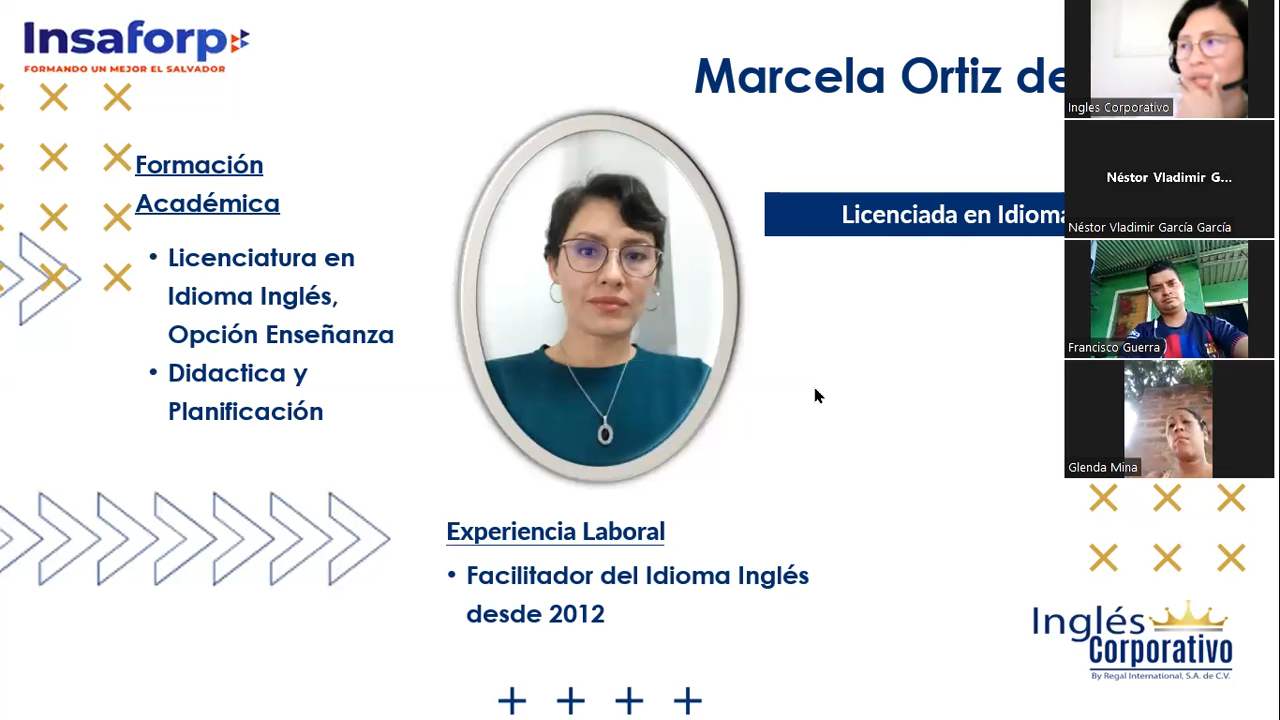 Insaforp
FORMANDO UN MEJOR EL SALVADOR
Marcela Ortiz de
Formación
Académica
• Licenciatura en
Idioma Inglés,
Opción Enseñanza
• Didactica y
Planificación
Licenciada en Idioma
Experiencia Laboral
• Facilitador del Idioma Inglés
desde 2012
Ingles Corporativo
Néstor Vladimir G...
Néstor Vladimir García García
Francisco Guerra
Glenda Mina
Inglés
Corporativo
By Regal International, S.A. de C.V.